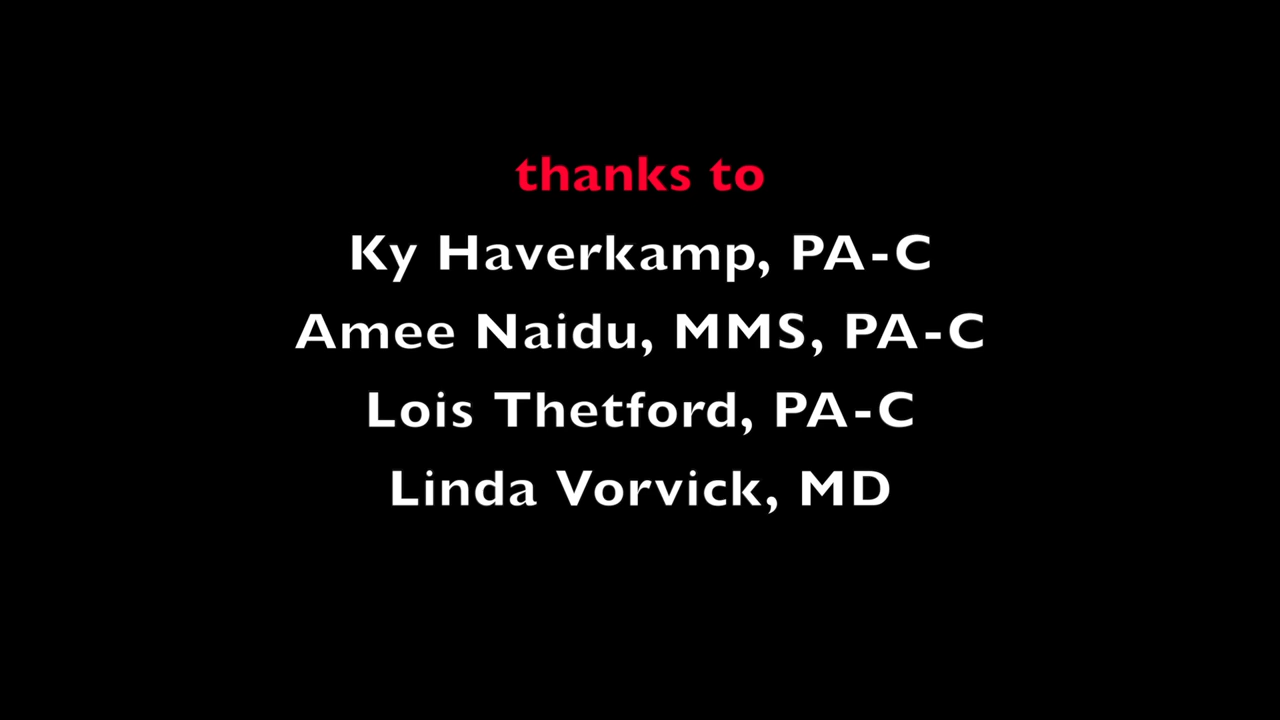 thanks to
Ky Haverkamp, PA-C
Amee Naidu, MMS, PA-C
Lois Thetford, PA-C
Linda Vorvick, MD